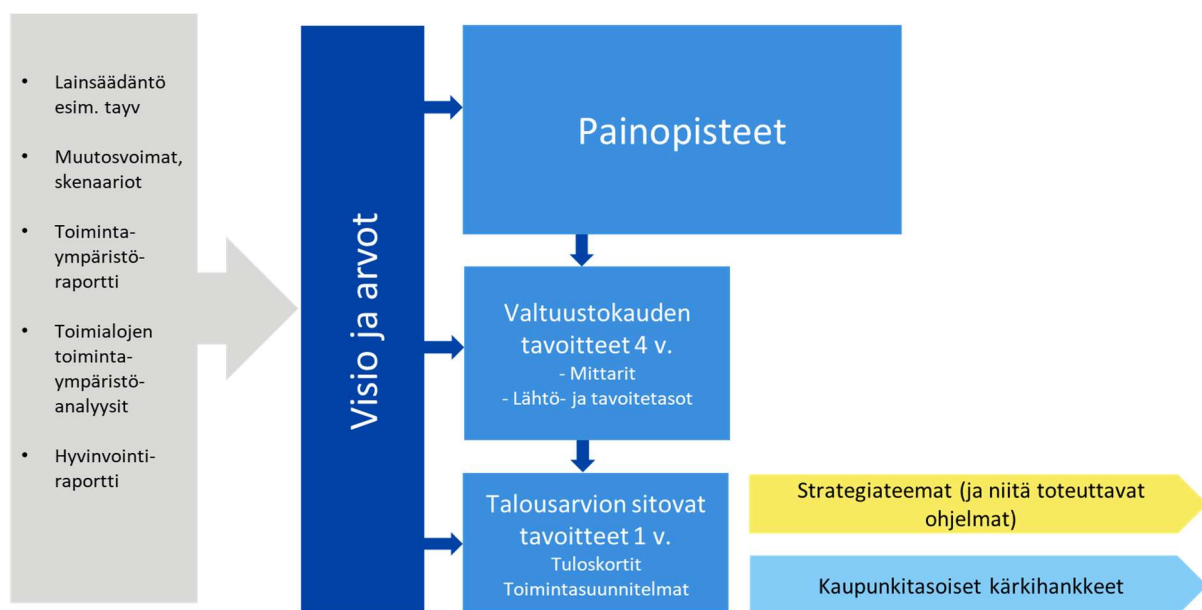 • Lainsäädäntö
esim. tayv
• Muutosvoimat,
skenaariot
• Toiminta-
ympäristö-
raportti
• Toimialojen
toiminta-
ympäristö-
analyysit
• Hyvinvointi-
raportti
Visio ja arvot
Painopisteet
Valtuustokauden
tavoitteet 4 v.
- Mittarit
- Lähtö- ja tavoitetasot
Talousarvion sitovat
tavoitteet 1 v.
Tuloskortit
Toimintasuunnitelmat
Strategiateemat (ja niitä toteuttavat
ohjelmat)
Kaupunkitasoiset kärkihankkeet